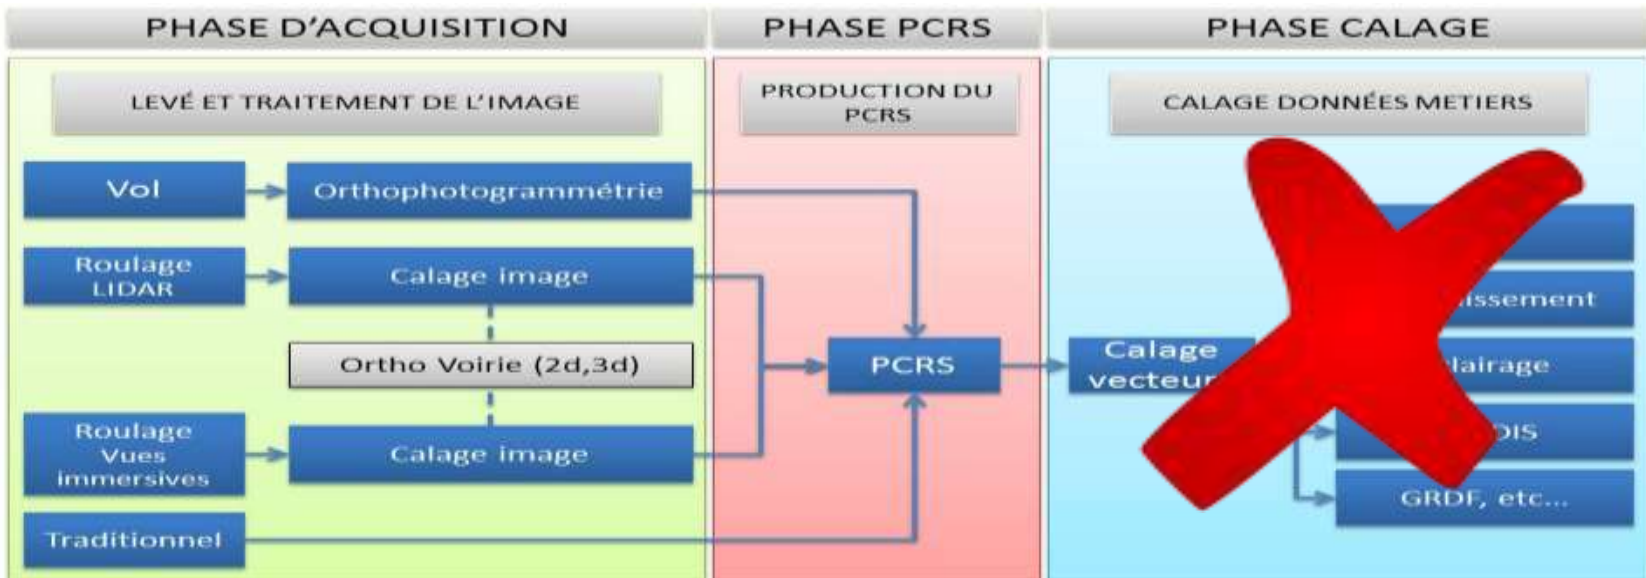 PHASE D'ACQUISITION
PHASE PCRS
PHASE CALAGE
LEVÉ ET TRAITEMENT DE L'IMAGE
PRODUCTION DU
PCRS
CALAGE DONNÉES METIERS
Vol
Orthophotogrammétrie
Roulage
LIDAR
Calage image
Ortho Voirie (2d,3d)
PCRS
Calage
vecteur
Roulage
Vues
immersives
Calage image
GRDF, etc...
Traditionnel